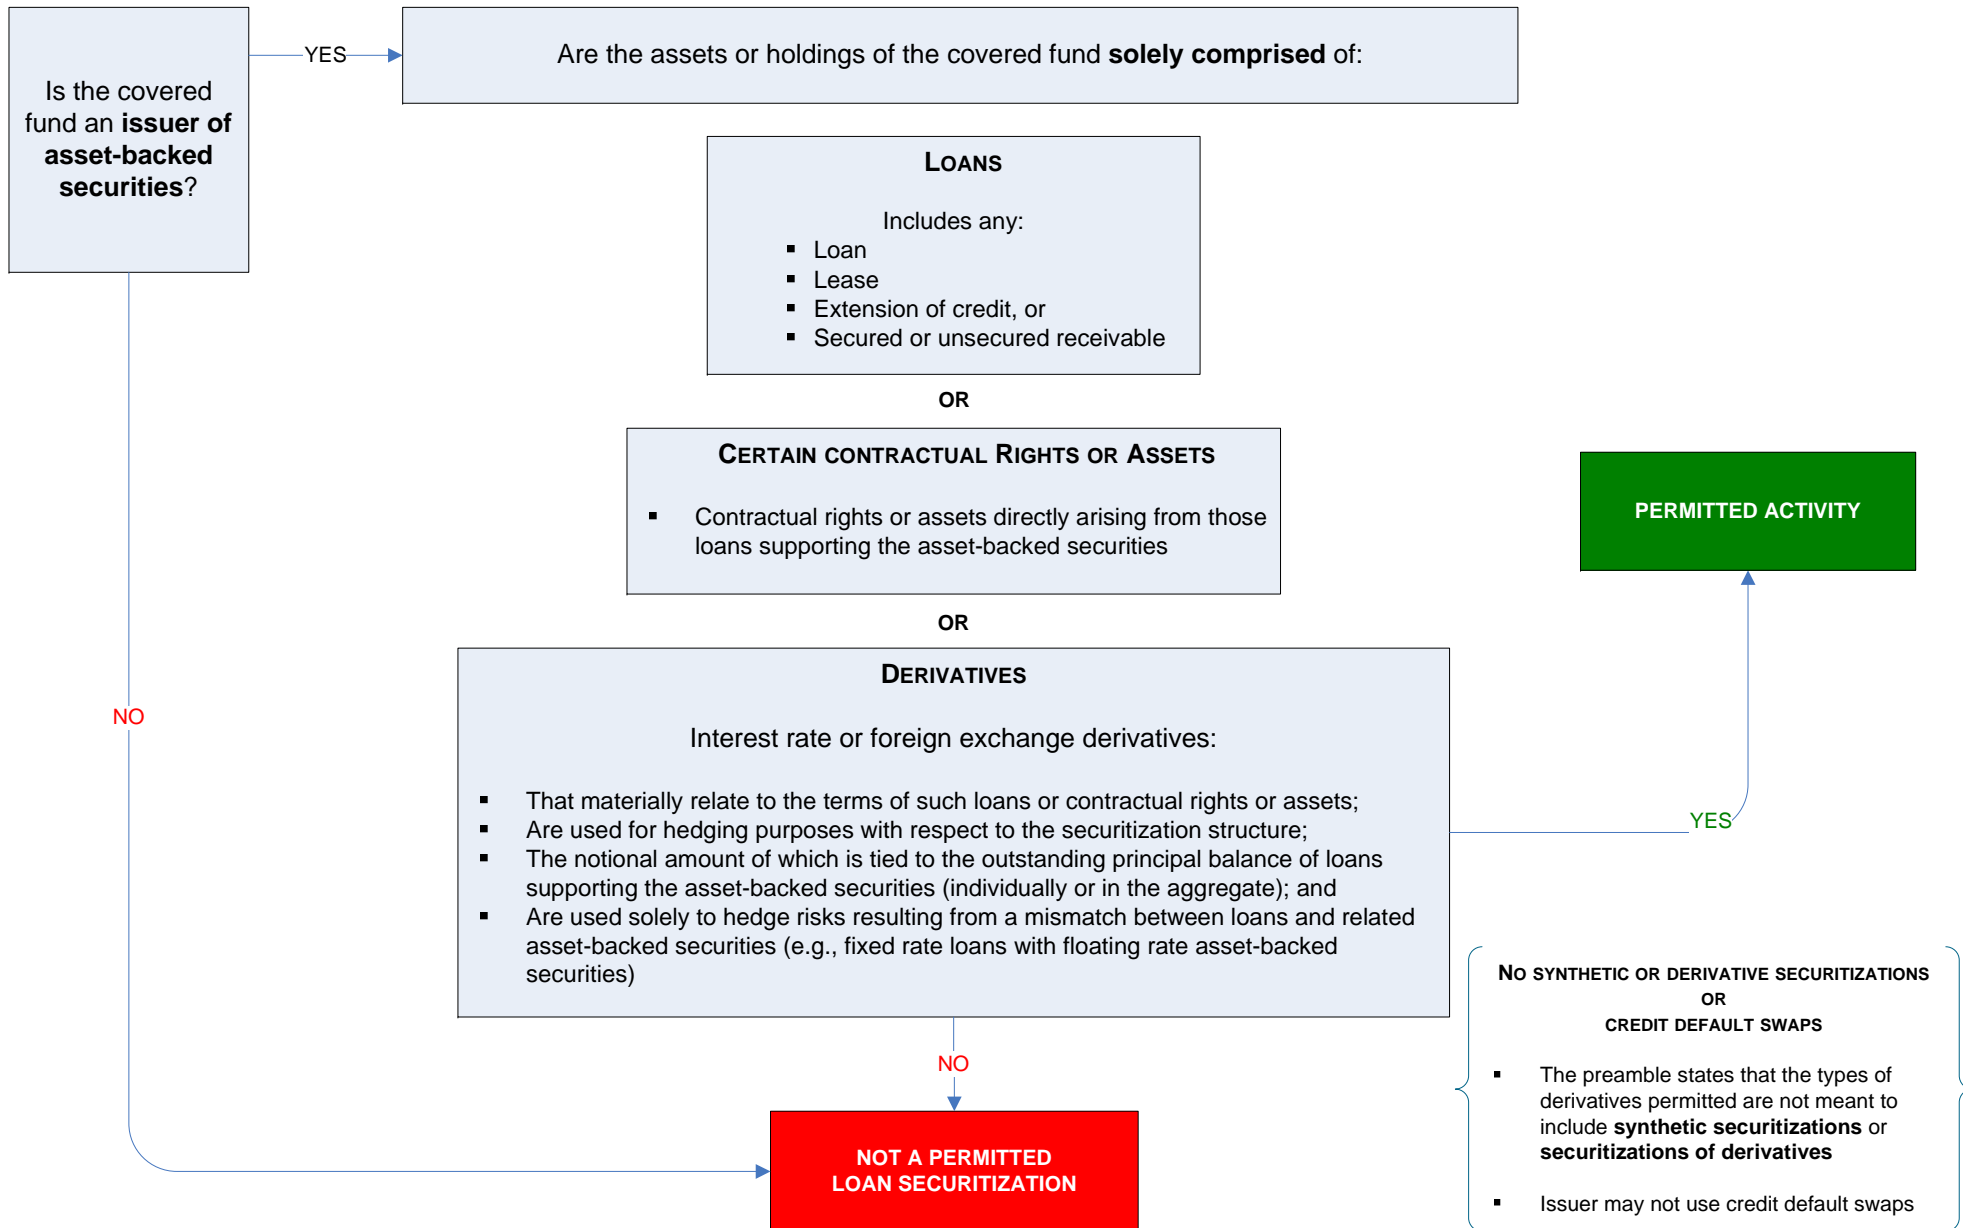 Is the covered
fund an issuer of
asset-backed
securities?
YES
Are the assets or holdings of the covered fund solely comprised of:
LOANS
Includes any:
▪ Loan
▪ Lease
▪ Extension of credit, or
▪ Secured or unsecured receivable
OR
CERTAIN CONTRACTUAL RIGHTS OR ASSETS
▪ Contractual rights or assets directly arising from those
loans supporting the asset-backed securities
OR
DERIVATIVES
Interest rate or foreign exchange derivatives:
▪ That materially relate to the terms of such loans or contractual rights or assets;
▪ Are used for hedging purposes with respect to the securitization structure;
▪ The notional amount of which is tied to the outstanding principal balance of loans
supporting the asset-backed securities (individually or in the aggregate); and
▪ Are used solely to hedge risks resulting from a mismatch between loans and related
asset-backed securities (e.g., fixed rate loans with floating rate asset-backed
securities)
NO
NO
YES
PERMITTED ACTIVITY
NOT A PERMITTED
LOAN SECURITIZATION
NO SYNTHETIC OR DERIVATIVE SECURITIZATIONS
OR
CREDIT DEFAULT SWAPS
▪ The preamble states that the types of
derivatives permitted are not meant to
include synthetic securitizations or
securitizations of derivatives
▪ Issuer may not use credit default swaps